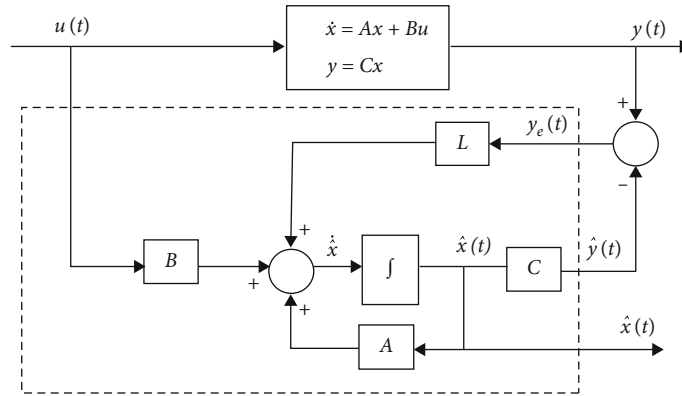 u(t)
ẋ = Ax + Bu
y = Cx
y(t)
+
L
yₑ(t)
−
+
B
+
+
x̂̇
∫
x̂(t)
C
ŷ(t)
A
x̂(t)